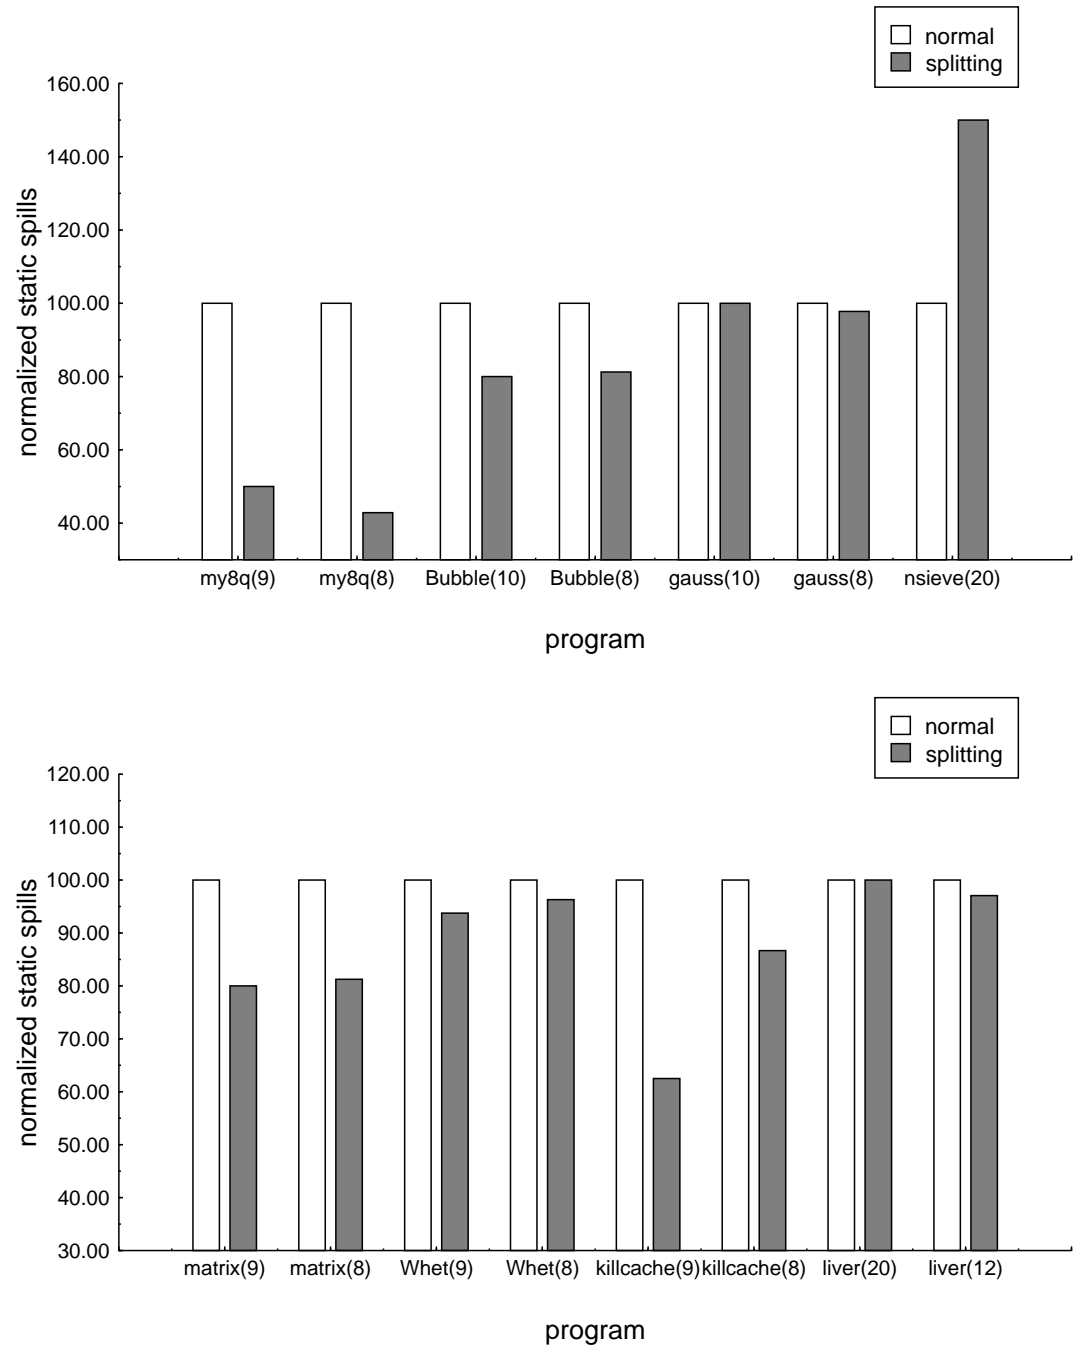 normal
splitting
160.00
140.00
120.00
100.00
80.00
60.00
40.00
normalized static spills
my8q(9) my8q(8) Bubble(10) Bubble(8) gauss(10) gauss(8) nsieve(20)
program
normal
splitting
120.00
110.00
100.00
90.00
80.00
70.00
60.00
50.00
40.00
30.00
normalized static spills
matrix(9) matrix(8) Whet(9) Whet(8) killcache(9) killcache(8) liver(20) liver(12)
program